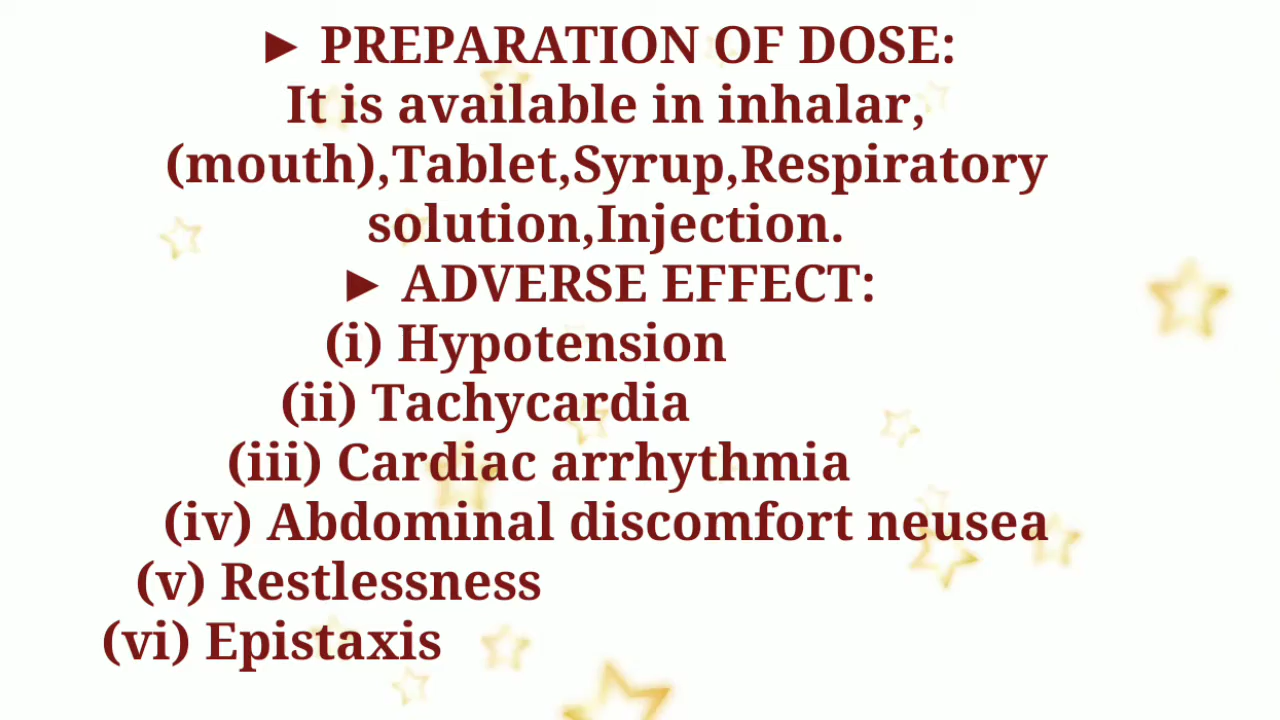 ► PREPARATION OF DOSE:
It is available in inhalar,
(mouth),Tablet,Syrup,Respiratory
solution,Injection.
► ADVERSE EFFECT:
(i) Hypotension
(ii) Tachycardia
(iii) Cardiac arrhythmia
(iv) Abdominal discomfort neusea
(v) Restlessness
(vi) Epistaxis